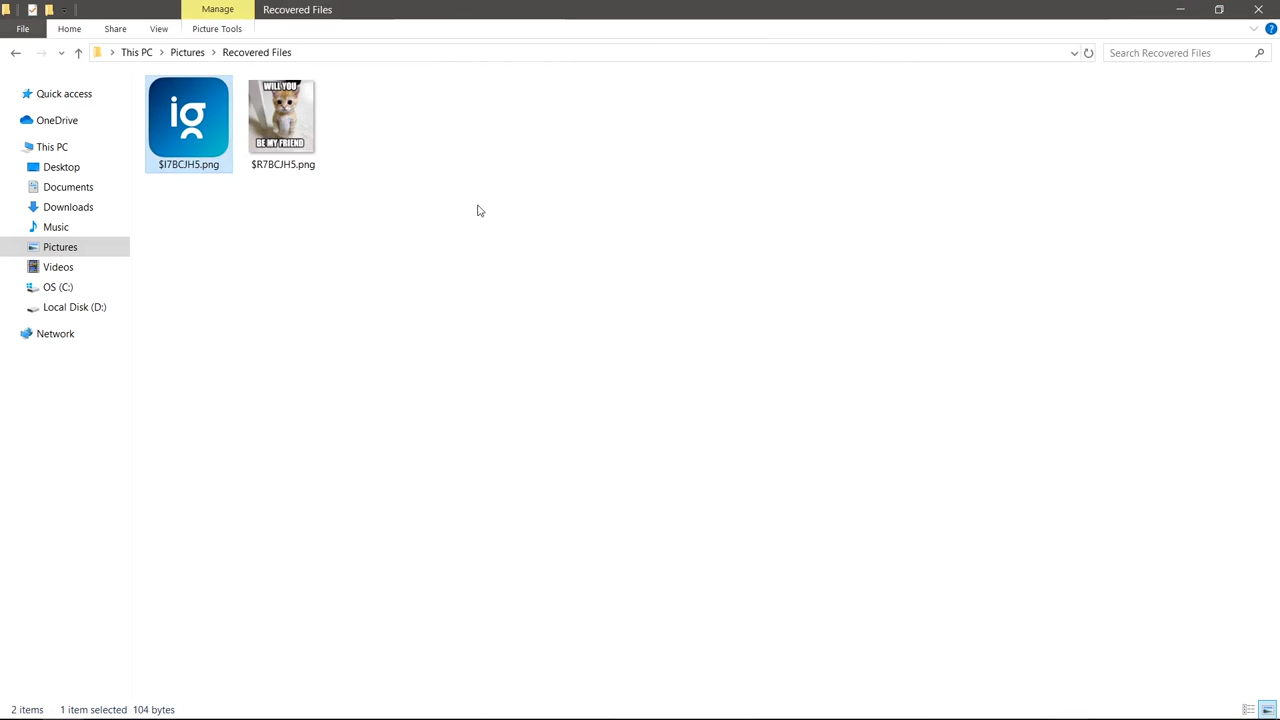 Manage
Recovered Files
File
Home
Share
View
Picture Tools
This PC
Pictures
Recovered Files
Search Recovered Files
Quick access
OneDrive
This PC
Desktop
Documents
Downloads
Music
Pictures
Videos
OS (C:)
Local Disk (D:)
Network
ig
$I7BCJH5.png
WILL YOU
BE MY FRIEND
$R7BCJH5.png
2 items
1 item selected
104 bytes